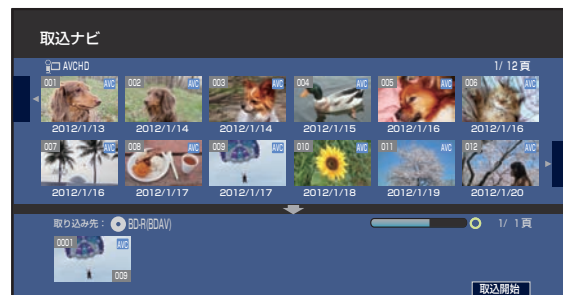 取込ナビ
AVCHD 1/ 12頁
001 AVC 002 AVC 003 AVC 004 AVC 005 AVC 006 AVC
2012/1/13 2012/1/14 2012/1/14 2012/1/15 2012/1/16 2012/1/16
007 AVC 008 AVC 009 AVC 010 AVC 011 AVC 012 AVC
2012/1/16 2012/1/17 2012/1/17 2012/1/18 2012/1/19 2012/1/20
取り込み先： BD-R(BDAV) 1/ 1頁
0001 AVC
009
取込開始